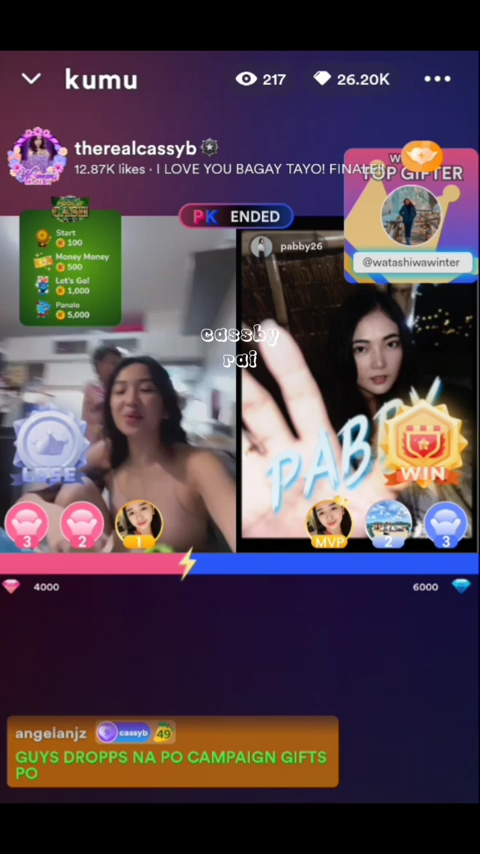 kumu
217
26.20K
therealcassyb
12.87K likes · I LOVE YOU BAGAY TAYO! FINALE!!
TOP GIFTER
@watashiwawinter
PK ENDED
Start
100
Money Money
500
Let's Go!
1,000
Panalo
5,000
pabby26
cassby
rai
LOSE
PABBY
WIN
3
2
1
MVP
2
3
4000
6000
angelanjz
cassyb
49
GUYS DROPPS NA PO CAMPAIGN GIFTS
PO